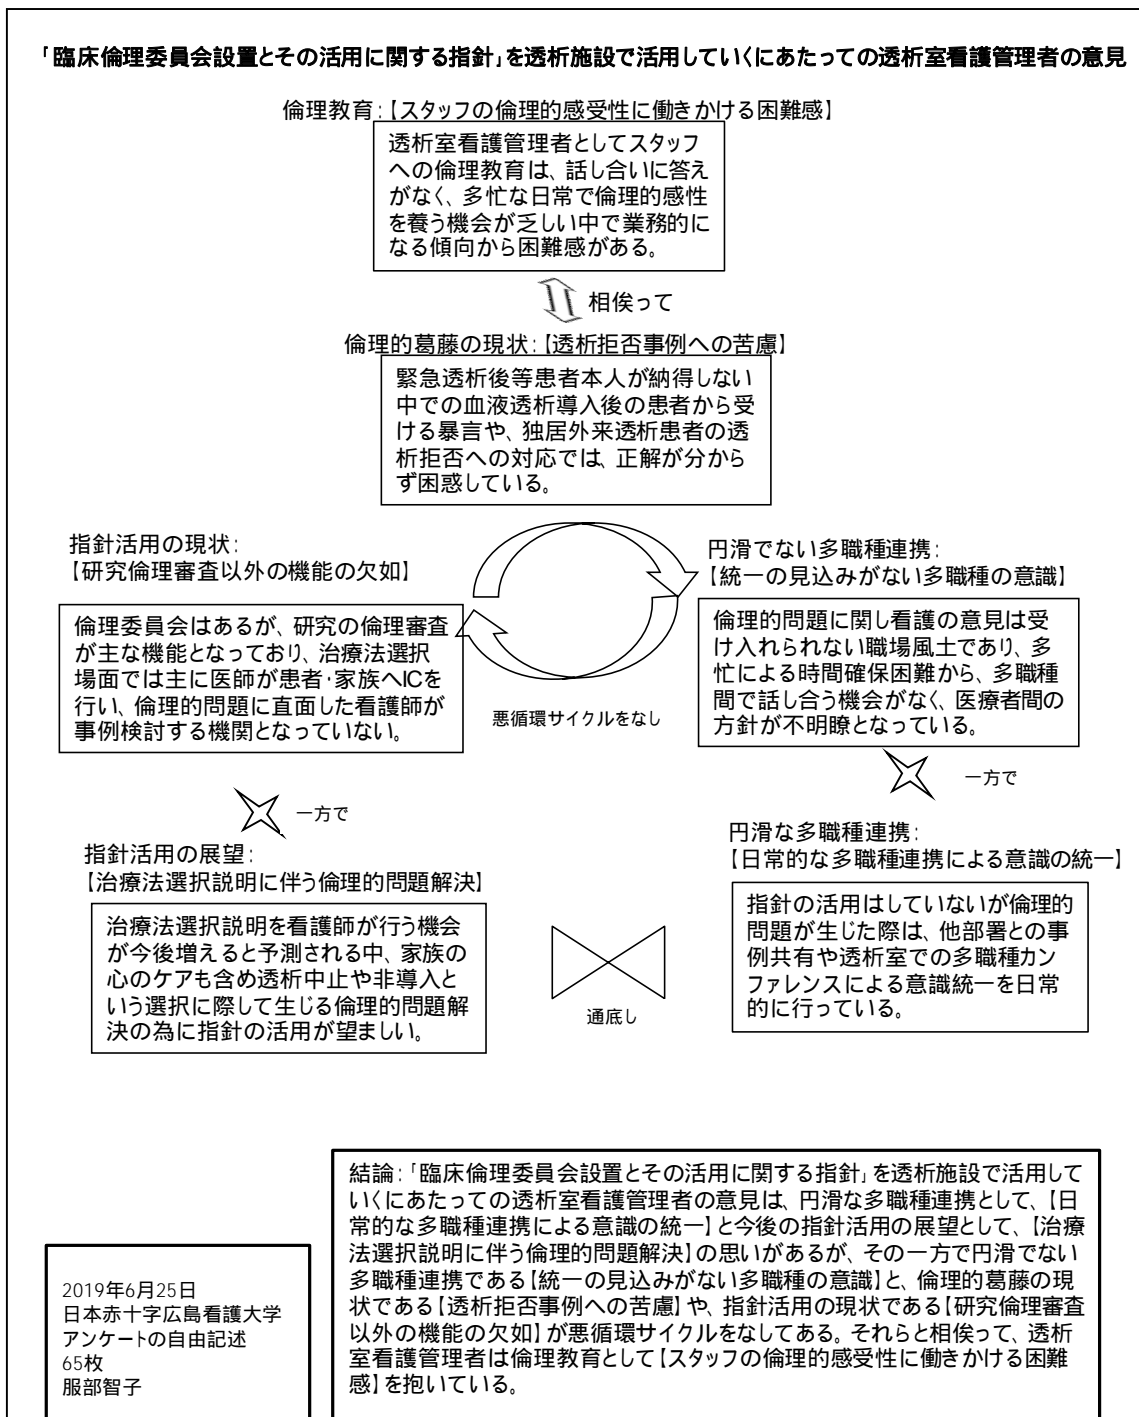 「臨床倫理委員会設置とその活用に関する指針」を透析施設で活用していくにあたっての透析室看護管理者の意見
倫理教育：【スタッフの倫理的感受性に働きかける困難感】
透析室看護管理者としてスタッフ
への倫理教育は、話し合いに答え
がなく、多忙な日常で倫理的感性
を養う機会が乏しい中で業務的に
なる傾向から困難感がある。
相俟って
倫理的葛藤の現状：【透析拒否事例への苦慮】
緊急透析後等患者本人が納得しない
中での血液透析導入後の患者から受
ける暴言や、独居外来透析患者の透
析拒否への対応では、正解が分から
ず困惑している。
指針活用の現状：
【研究倫理審査以外の機能の欠如】
倫理委員会はあるが、研究の倫理審査
が主な機能となっており、治療法選択
場面では主に医師が患者・家族へICを
行い、倫理的問題に直面した看護師が
事例検討する機関となっていない。
悪循環サイクルをなし
円滑でない多職種連携：
【統一の見込みがない多職種の意識】
倫理的問題に関し看護の意見は受
け入れられない職場風土であり、多
忙による時間確保困難から、多職種
間で話し合う機会がなく、医療者間の
方針が不明瞭となっている。
一方で
一方で
指針活用の展望：
【治療法選択説明に伴う倫理的問題解決】
治療法選択説明を看護師が行う機会
が今後増えると予測される中、家族の
心のケアも含め透析中止や非導入と
いう選択に際して生じる倫理的問題解
決の為に指針の活用が望ましい。
通底し
円滑な多職種連携：
【日常的な多職種連携による意識の統一】
指針の活用はしていないが倫理的
問題が生じた際は、他部署との事
例共有や透析室での多職種カン
ファレンスによる意識統一を日常
的に行っている。
結論：「臨床倫理委員会設置とその活用に関する指針」を透析施設で活用して
いくにあたっての透析室看護管理者の意見は、円滑な多職種連携として、【日
常的な多職種連携による意識の統一】と今後の指針活用の展望として、【治療
法選択説明に伴う倫理的問題解決】の思いがあるが、その一方で円滑でない
多職種連携である【統一の見込みがない多職種の意識】と、倫理的葛藤の現
状である【透析拒否事例への苦慮】や、指針活用の現状である【研究倫理審査
以外の機能の欠如】が悪循環サイクルをなしてある。それらと相俟って、透析
室看護管理者は倫理教育として【スタッフの倫理的感受性に働きかける困難
感】を抱いている。
2019年6月25日
日本赤十字広島看護大学
アンケートの自由記述
65枚
服部智子